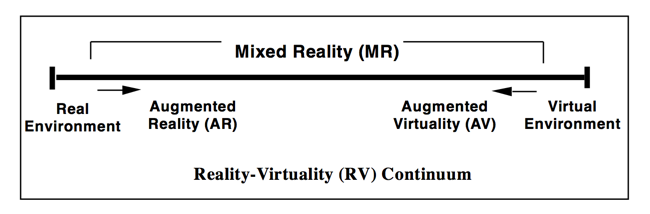 Mixed Reality (MR)
Real
Environment
Augmented
Reality (AR)
Augmented
Virtuality (AV)
Virtual
Environment
Reality-Virtuality (RV) Continuum